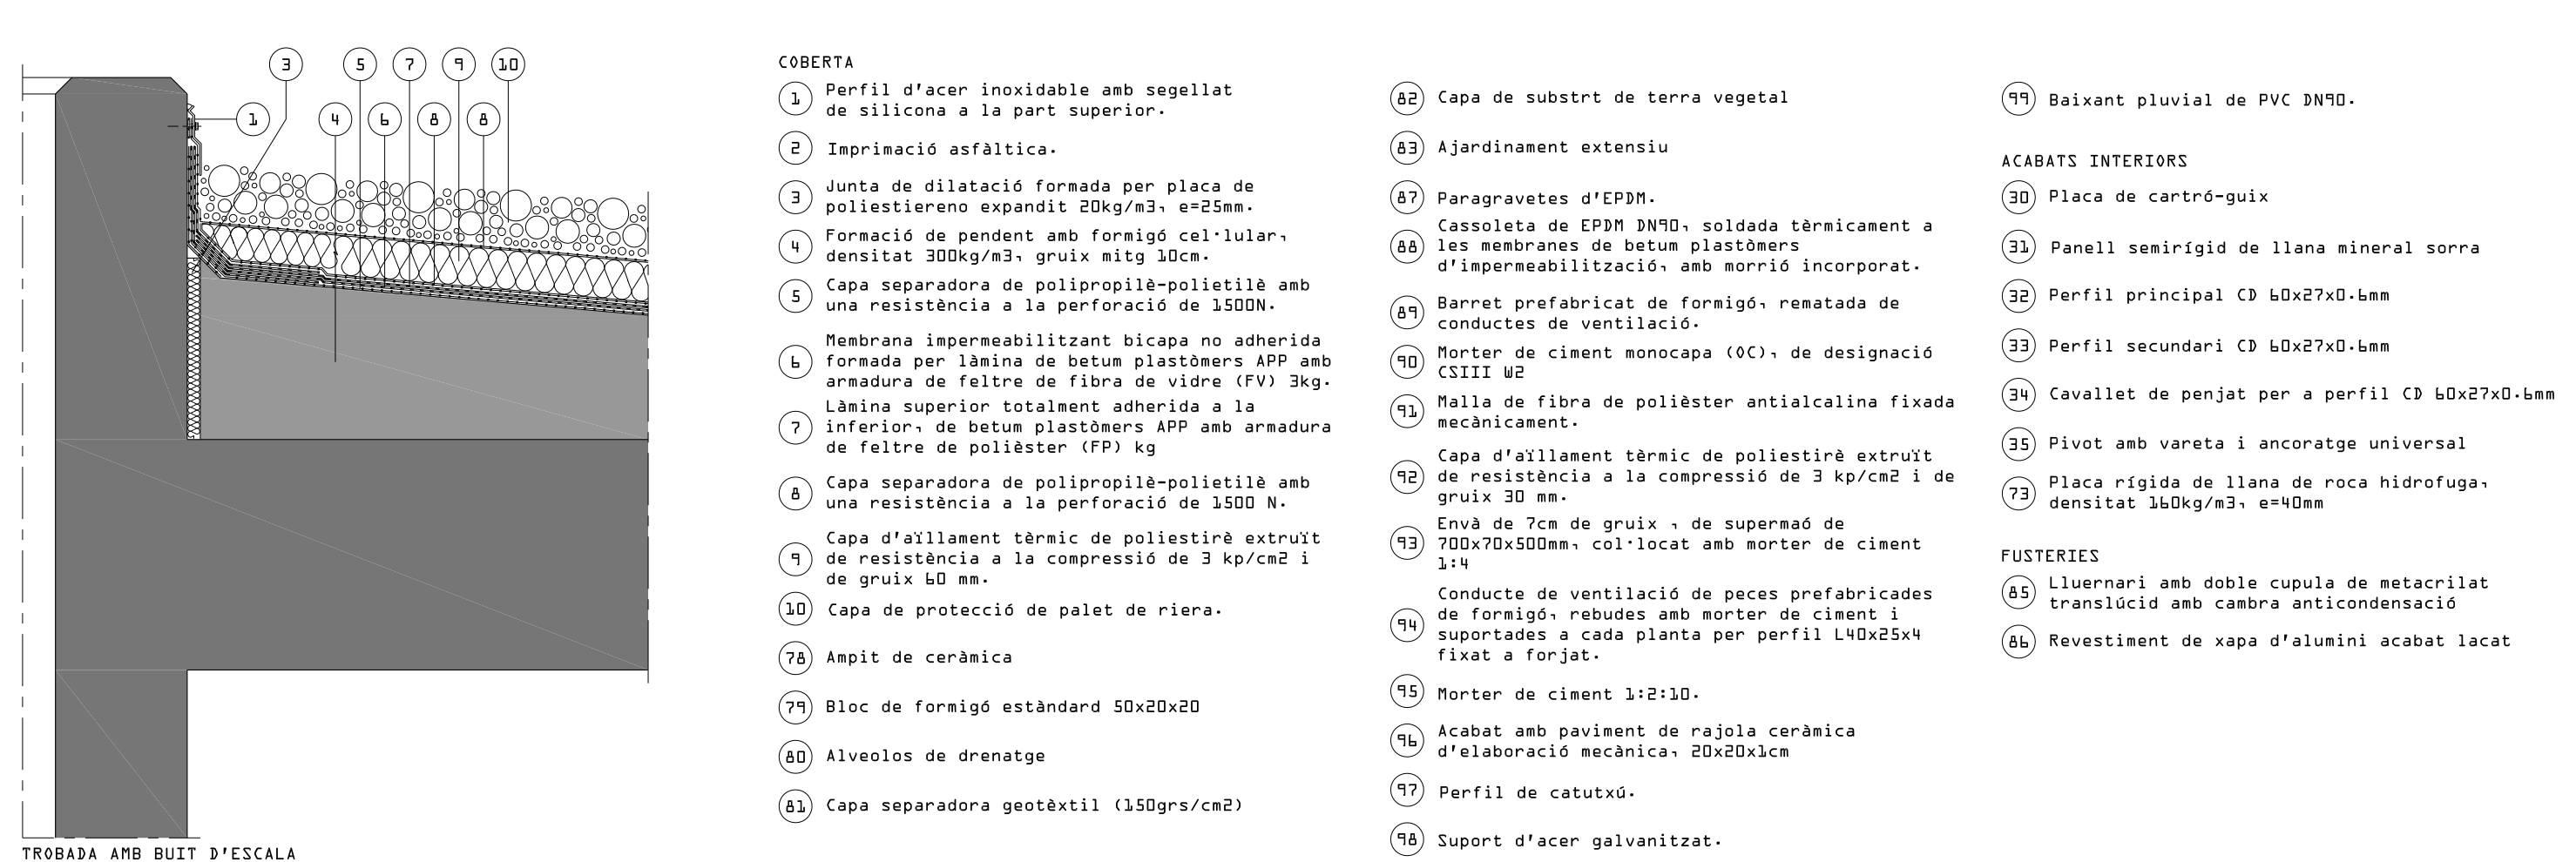 3 5 7 9 10
1 4 6 8 8
TROBADA AMB BUIT D'ESCALA
COBERTA
1 Perfil d'acer inoxidable amb segellat
de silicona a la part superior.
2 Imprimació asfàltica.
3 Junta de dilatació formada per placa de
poliestiereno expandit 20kg/m3, e=25mm.
4 Formació de pendent amb formigó cel·lular,
densitat 300kg/m3, gruix mitg 10cm.
5 Capa separadora de polipropilè-polietilè amb
una resistència a la perforació de 1500N.
6 Membrana impermeabilitzant bicapa no adherida
formada per làmina de betum plastòmers APP amb
armadura de feltre de fibra de vidre (FV) 3kg.
7 Làmina superior totalment adherida a la
inferior, de betum plastòmers APP amb armadura
de feltre de polièster (FP) kg
8 Capa separadora de polipropilè-polietilè amb
una resistència a la perforació de 1500 N.
9 Capa d'aïllament tèrmic de poliestirè extruït
de resistència a la compressió de 3 kp/cm2 i
de gruix 60 mm.
10 Capa de protecció de palet de riera.
78 Ampit de ceràmica
79 Bloc de formigó estàndard 50x20x20
80 Alveolos de drenatge
81 Capa separadora geotèxtil (150grs/cm2)
82 Capa de substrt de terra vegetal
83 Ajardinament extensiu
87 Paragravetes d'EPDM.
88 Cassoleta de EPDM DN90, soldada tèrmicament a
les membranes de betum plastòmers
d'impermeabilització, amb morrió incorporat.
89 Barret prefabricat de formigó, rematada de
conductes de ventilació.
90 Morter de ciment monocapa (OC), de designació
CSIII W2
91 Malla de fibra de polièster antialcalina fixada
mecànicament.
92 Capa d'aïllament tèrmic de poliestirè extruït
de resistència a la compressió de 3 kp/cm2 i de
gruix 30 mm.
93 Envà de 7cm de gruix , de supermaó de
700x70x500mm, col·locat amb morter de ciment
1:4
94 Conducte de ventilació de peces prefabricades
de formigó, rebudes amb morter de ciment i
suportades a cada planta per perfil L40x25x4
fixat a forjat.
95 Morter de ciment 1:2:10.
96 Acabat amb paviment de rajola ceràmica
d'elaboració mecànica, 20x20x1cm
97 Perfil de catutxú.
98 Suport d'acer galvanitzat.
99 Baixant pluvial de PVC DN90.
ACABATS INTERIORS
30 Placa de cartró-guix
31 Panell semirígid de llana mineral sorra
32 Perfil principal CD 60x27x0.6mm
33 Perfil secundari CD 60x27x0.6mm
34 Cavallet de penjat per a perfil CD 60x27x0.6mm
35 Pivot amb vareta i ancoratge universal
73 Placa rígida de llana de roca hidrofuga,
densitat 160kg/m3, e=40mm
FUSTERIES
85 Lluernari amb doble cupula de metacrilat
translúcid amb cambra anticondensació
86 Revestiment de xapa d'alumini acabat lacat